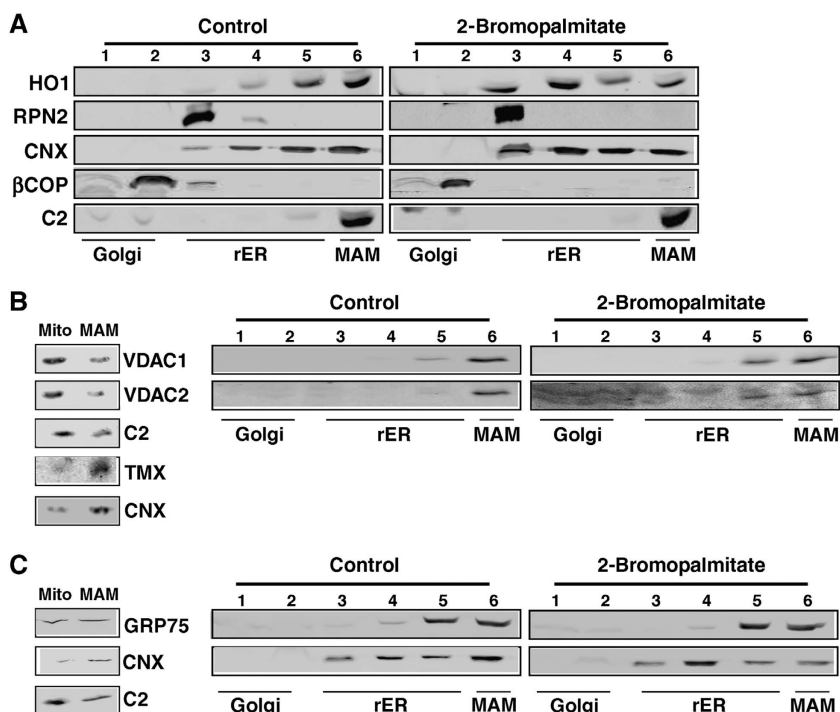 A
Control 2-Bromopalmitate
1 2 3 4 5 6 1 2 3 4 5 6
HO1
RPN2
CNX
βCOP
C2
Golgi rER MAM Golgi rER MAM
B
Control 2-Bromopalmitate
Mito MAM 1 2 3 4 5 6 1 2 3 4 5 6
VDAC1
VDAC2
C2
Golgi rER MAM Golgi rER MAM
TMX
CNX
C
Control 2-Bromopalmitate
Mito MAM 1 2 3 4 5 6 1 2 3 4 5 6
GRP75
CNX
C2
Golgi rER MAM Golgi rER MAM